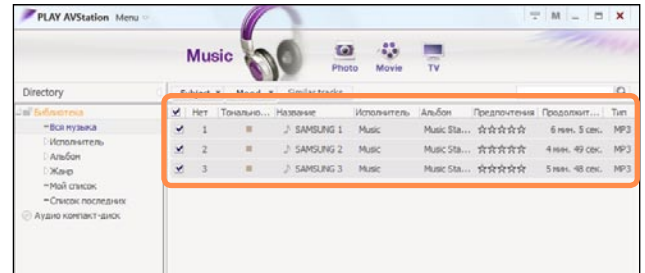 PLAY AVStation Menu
M
Music
Photo Movie TV
Directory
Subject Mood Similar tracks
Библиотека
Вся музыка
Исполнитель
Альбом
Жанр
Мой список
Список последних
Аудио компакт-диск
Нет Тонально... Название Исполнитель Альбом Предпочтения Продолжит... Тип
1 SAMSUNG 1 Music Music Sta... ☆☆☆☆☆ 6 мин. 5 сек. MP3
2 SAMSUNG 2 Music Music Sta... ☆☆☆☆☆ 4 мин. 49 сек. MP3
3 SAMSUNG 3 Music Music Sta... ☆☆☆☆☆ 5 мин. 48 сек. MP3